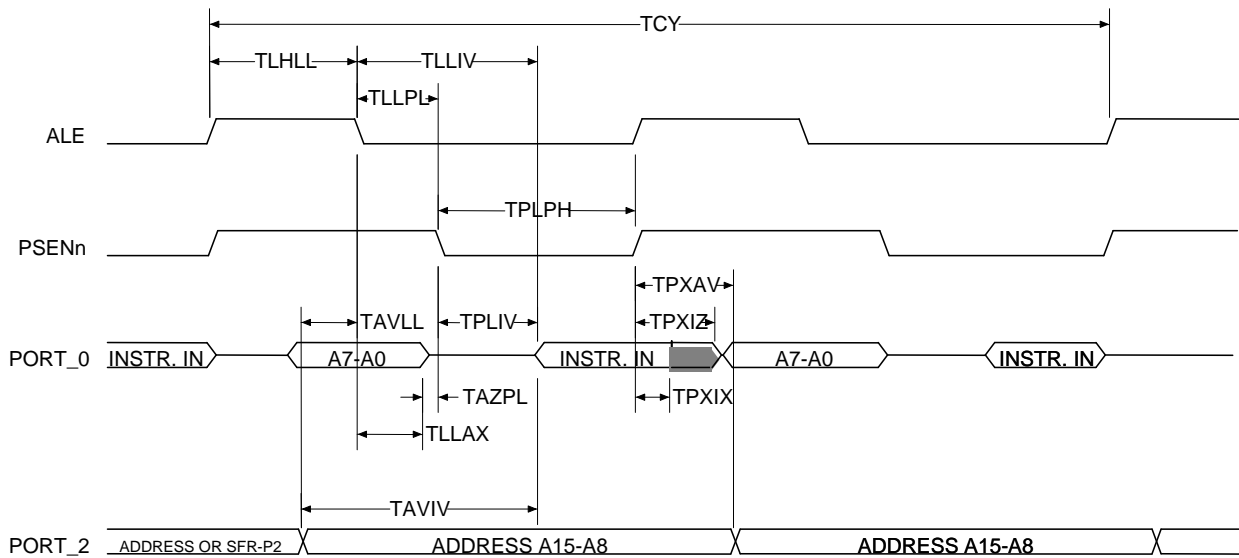 TCY
TLHLL TLLIV
TLLPL
ALE
TPLPH
PSENn
TPXAV
TAVLL TPLIV TPXIZ
PORT_0 INSTR. IN A7-A0 INSTR. IN A7-A0 INSTR. IN
TAZPL TPXIX
TLLAX
TAVIV
PORT_2 ADDRESS OR SFR-P2 ADDRESS A15-A8 ADDRESS A15-A8